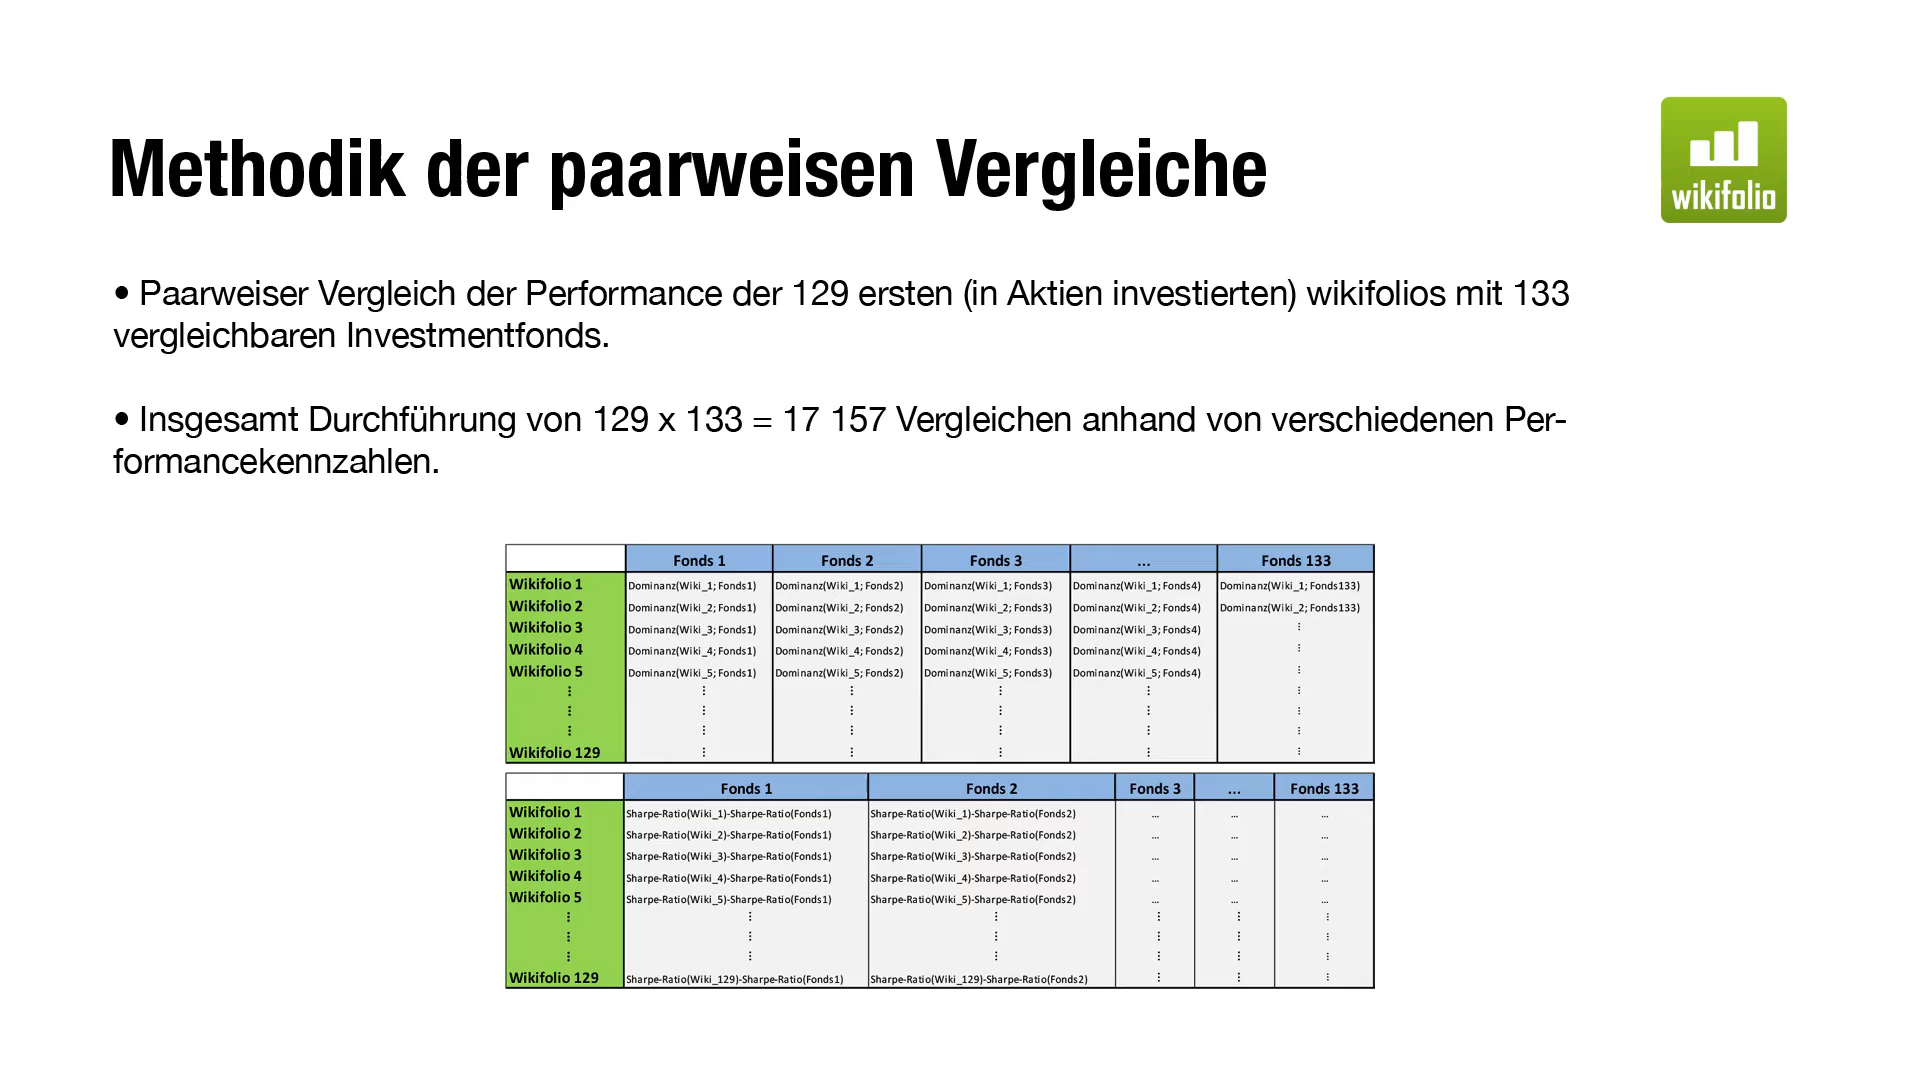 Methodik der paarweisen Vergleiche
wikifolio
• Paarweiser Vergleich der Performance der 129 ersten (in Aktien investierten) wikifolios mit 133
vergleichbaren Investmentfonds.
• Insgesamt Durchführung von 129 x 133 = 17 157 Vergleichen anhand von verschiedenen Per-
formancekennzahlen.
Fonds 1 Fonds 2 Fonds 3 ... Fonds 133
Wikifolio 1 Dominanz(Wiki_1; Fonds1) Dominanz(Wiki_1; Fonds2) Dominanz(Wiki_1; Fonds3) Dominanz(Wiki_1; Fonds4) Dominanz(Wiki_1; Fonds133)
Wikifolio 2 Dominanz(Wiki_2; Fonds1) Dominanz(Wiki_2; Fonds2) Dominanz(Wiki_2; Fonds3) Dominanz(Wiki_2; Fonds4) Dominanz(Wiki_2; Fonds133)
Wikifolio 3 Dominanz(Wiki_3; Fonds1) Dominanz(Wiki_3; Fonds2) Dominanz(Wiki_3; Fonds3) Dominanz(Wiki_3; Fonds4) ⋮
Wikifolio 4 Dominanz(Wiki_4; Fonds1) Dominanz(Wiki_4; Fonds2) Dominanz(Wiki_4; Fonds3) Dominanz(Wiki_4; Fonds4) ⋮
Wikifolio 5 Dominanz(Wiki_5; Fonds1) Dominanz(Wiki_5; Fonds2) Dominanz(Wiki_5; Fonds3) Dominanz(Wiki_5; Fonds4) ⋮
⋮ ⋮ ⋮ ⋮ ⋮ ⋮
⋮ ⋮ ⋮ ⋮ ⋮ ⋮
⋮ ⋮ ⋮ ⋮ ⋮ ⋮
Wikifolio 129 ⋮ ⋮ ⋮ ⋮ ⋮
Fonds 1 Fonds 2 Fonds 3 ... Fonds 133
Wikifolio 1 Sharpe-Ratio(Wiki_1)-Sharpe-Ratio(Fonds1) Sharpe-Ratio(Wiki_1)-Sharpe-Ratio(Fonds2) ... ... ...
Wikifolio 2 Sharpe-Ratio(Wiki_2)-Sharpe-Ratio(Fonds1) Sharpe-Ratio(Wiki_2)-Sharpe-Ratio(Fonds2) ... ... ...
Wikifolio 3 Sharpe-Ratio(Wiki_3)-Sharpe-Ratio(Fonds1) Sharpe-Ratio(Wiki_3)-Sharpe-Ratio(Fonds2) ... ... ...
Wikifolio 4 Sharpe-Ratio(Wiki_4)-Sharpe-Ratio(Fonds1) Sharpe-Ratio(Wiki_4)-Sharpe-Ratio(Fonds2) ... ... ...
Wikifolio 5 Sharpe-Ratio(Wiki_5)-Sharpe-Ratio(Fonds1) Sharpe-Ratio(Wiki_5)-Sharpe-Ratio(Fonds2) ... ... ...
⋮ ⋮ ⋮ ⋮ ⋮ ⋮
⋮ ⋮ ⋮ ⋮ ⋮ ⋮
⋮ ⋮ ⋮ ⋮ ⋮ ⋮
Wikifolio 129 Sharpe-Ratio(Wiki_129)-Sharpe-Ratio(Fonds1) Sharpe-Ratio(Wiki_129)-Sharpe-Ratio(Fonds2) ⋮ ⋮ ⋮